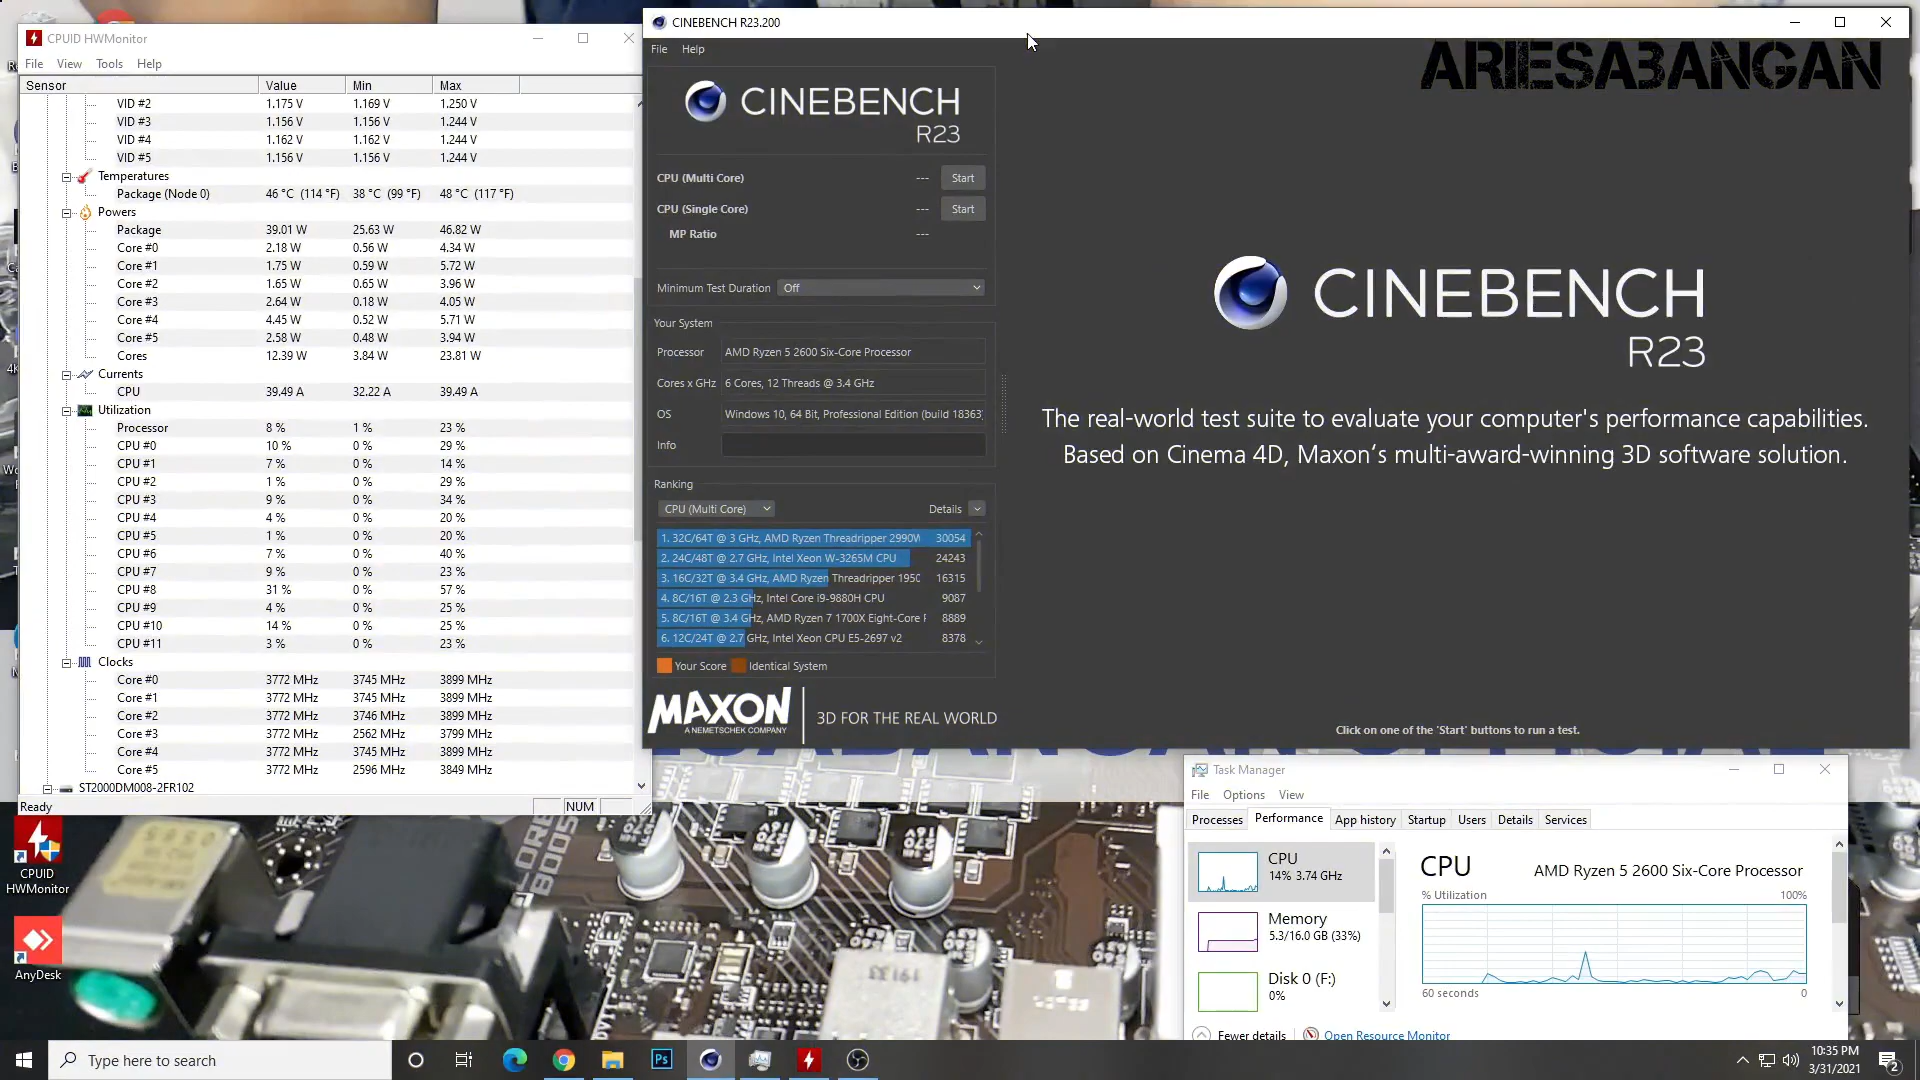 CPUID HWMonitor
File View Tools Help
Sensor Value Min Max
VID #2 1.175 V 1.169 V 1.250 V
VID #3 1.156 V 1.156 V 1.244 V
VID #4 1.162 V 1.162 V 1.244 V
VID #5 1.156 V 1.156 V 1.244 V
Temperatures
Package (Node 0) 46 °C (114 °F) 38 °C (99 °F) 48 °C (117 °F)
Powers
Package 39.01 W 25.63 W 46.82 W
Core #0 2.18 W 0.56 W 4.34 W
Core #1 1.75 W 0.59 W 5.72 W
Core #2 1.65 W 0.65 W 3.96 W
Core #3 2.64 W 0.18 W 4.05 W
Core #4 4.45 W 0.52 W 5.71 W
Core #5 2.58 W 0.48 W 3.94 W
Cores 12.39 W 3.84 W 23.81 W
Currents
CPU 39.49 A 32.22 A 39.49 A
Utilization
Processor 8 % 1 % 23 %
CPU #0 10 % 0 % 29 %
CPU #1 7 % 0 % 14 %
CPU #2 1 % 0 % 29 %
CPU #3 9 % 0 % 34 %
CPU #4 4 % 0 % 20 %
CPU #5 1 % 0 % 20 %
CPU #6 7 % 0 % 40 %
CPU #7 9 % 0 % 23 %
CPU #8 31 % 0 % 57 %
CPU #9 4 % 0 % 25 %
CPU #10 14 % 0 % 25 %
CPU #11 3 % 0 % 23 %
Clocks
Core #0 3772 MHz 3745 MHz 3899 MHz
Core #1 3772 MHz 3745 MHz 3899 MHz
Core #2 3772 MHz 3746 MHz 3899 MHz
Core #3 3772 MHz 2562 MHz 3799 MHz
Core #4 3772 MHz 3745 MHz 3899 MHz
Core #5 3772 MHz 2596 MHz 3849 MHz
ST2000DM008-2FR102
Ready NUM
CINEBENCH R23.200
File Help
ARIESABANGAN
CINEBENCH
R23
CPU (Multi Core) --- Start
CPU (Single Core) --- Start
MP Ratio ---
Minimum Test Duration Off
Your System
Processor AMD Ryzen 5 2600 Six-Core Processor
Cores x GHz 6 Cores, 12 Threads @ 3.4 GHz
OS Windows 10, 64 Bit, Professional Edition (build 18363)
Info
Ranking
CPU (Multi Core) Details
1. 32C/64T @ 3 GHz, AMD Ryzen Threadripper 2990W 30054
2. 24C/48T @ 2.7 GHz, Intel Xeon W-3265M CPU 24243
3. 16C/32T @ 3.4 GHz, AMD Ryzen Threadripper 1950 16315
4. 8C/16T @ 2.3 GHz, Intel Core i9-9880H CPU 9087
5. 8C/16T @ 3.4 GHz, AMD Ryzen 7 1700X Eight-Core 8889
6. 12C/24T @ 2.7 GHz, Intel Xeon CPU E5-2697 v2 8378
Your Score Identical System
MAXON
A NEMETSCHEK COMPANY
3D FOR THE REAL WORLD
CINEBENCH
R23
The real-world test suite to evaluate your computer's performance capabilities.
Based on Cinema 4D, Maxon's multi-award-winning 3D software solution.
Click on one of the 'Start' buttons to run a test.
Task Manager
File Options View
Processes Performance App history Startup Users Details Services
CPU
14% 3.74 GHz
Memory
5.3/16.0 GB (33%)
Disk 0 (F:)
0%
CPU AMD Ryzen 5 2600 Six-Core Processor
% Utilization 100%
60 seconds 0
Fewer details Open Resource Monitor
CPUID
HWMonitor
AnyDesk
Type here to search
Ps
10:35 PM
3/31/2021
2